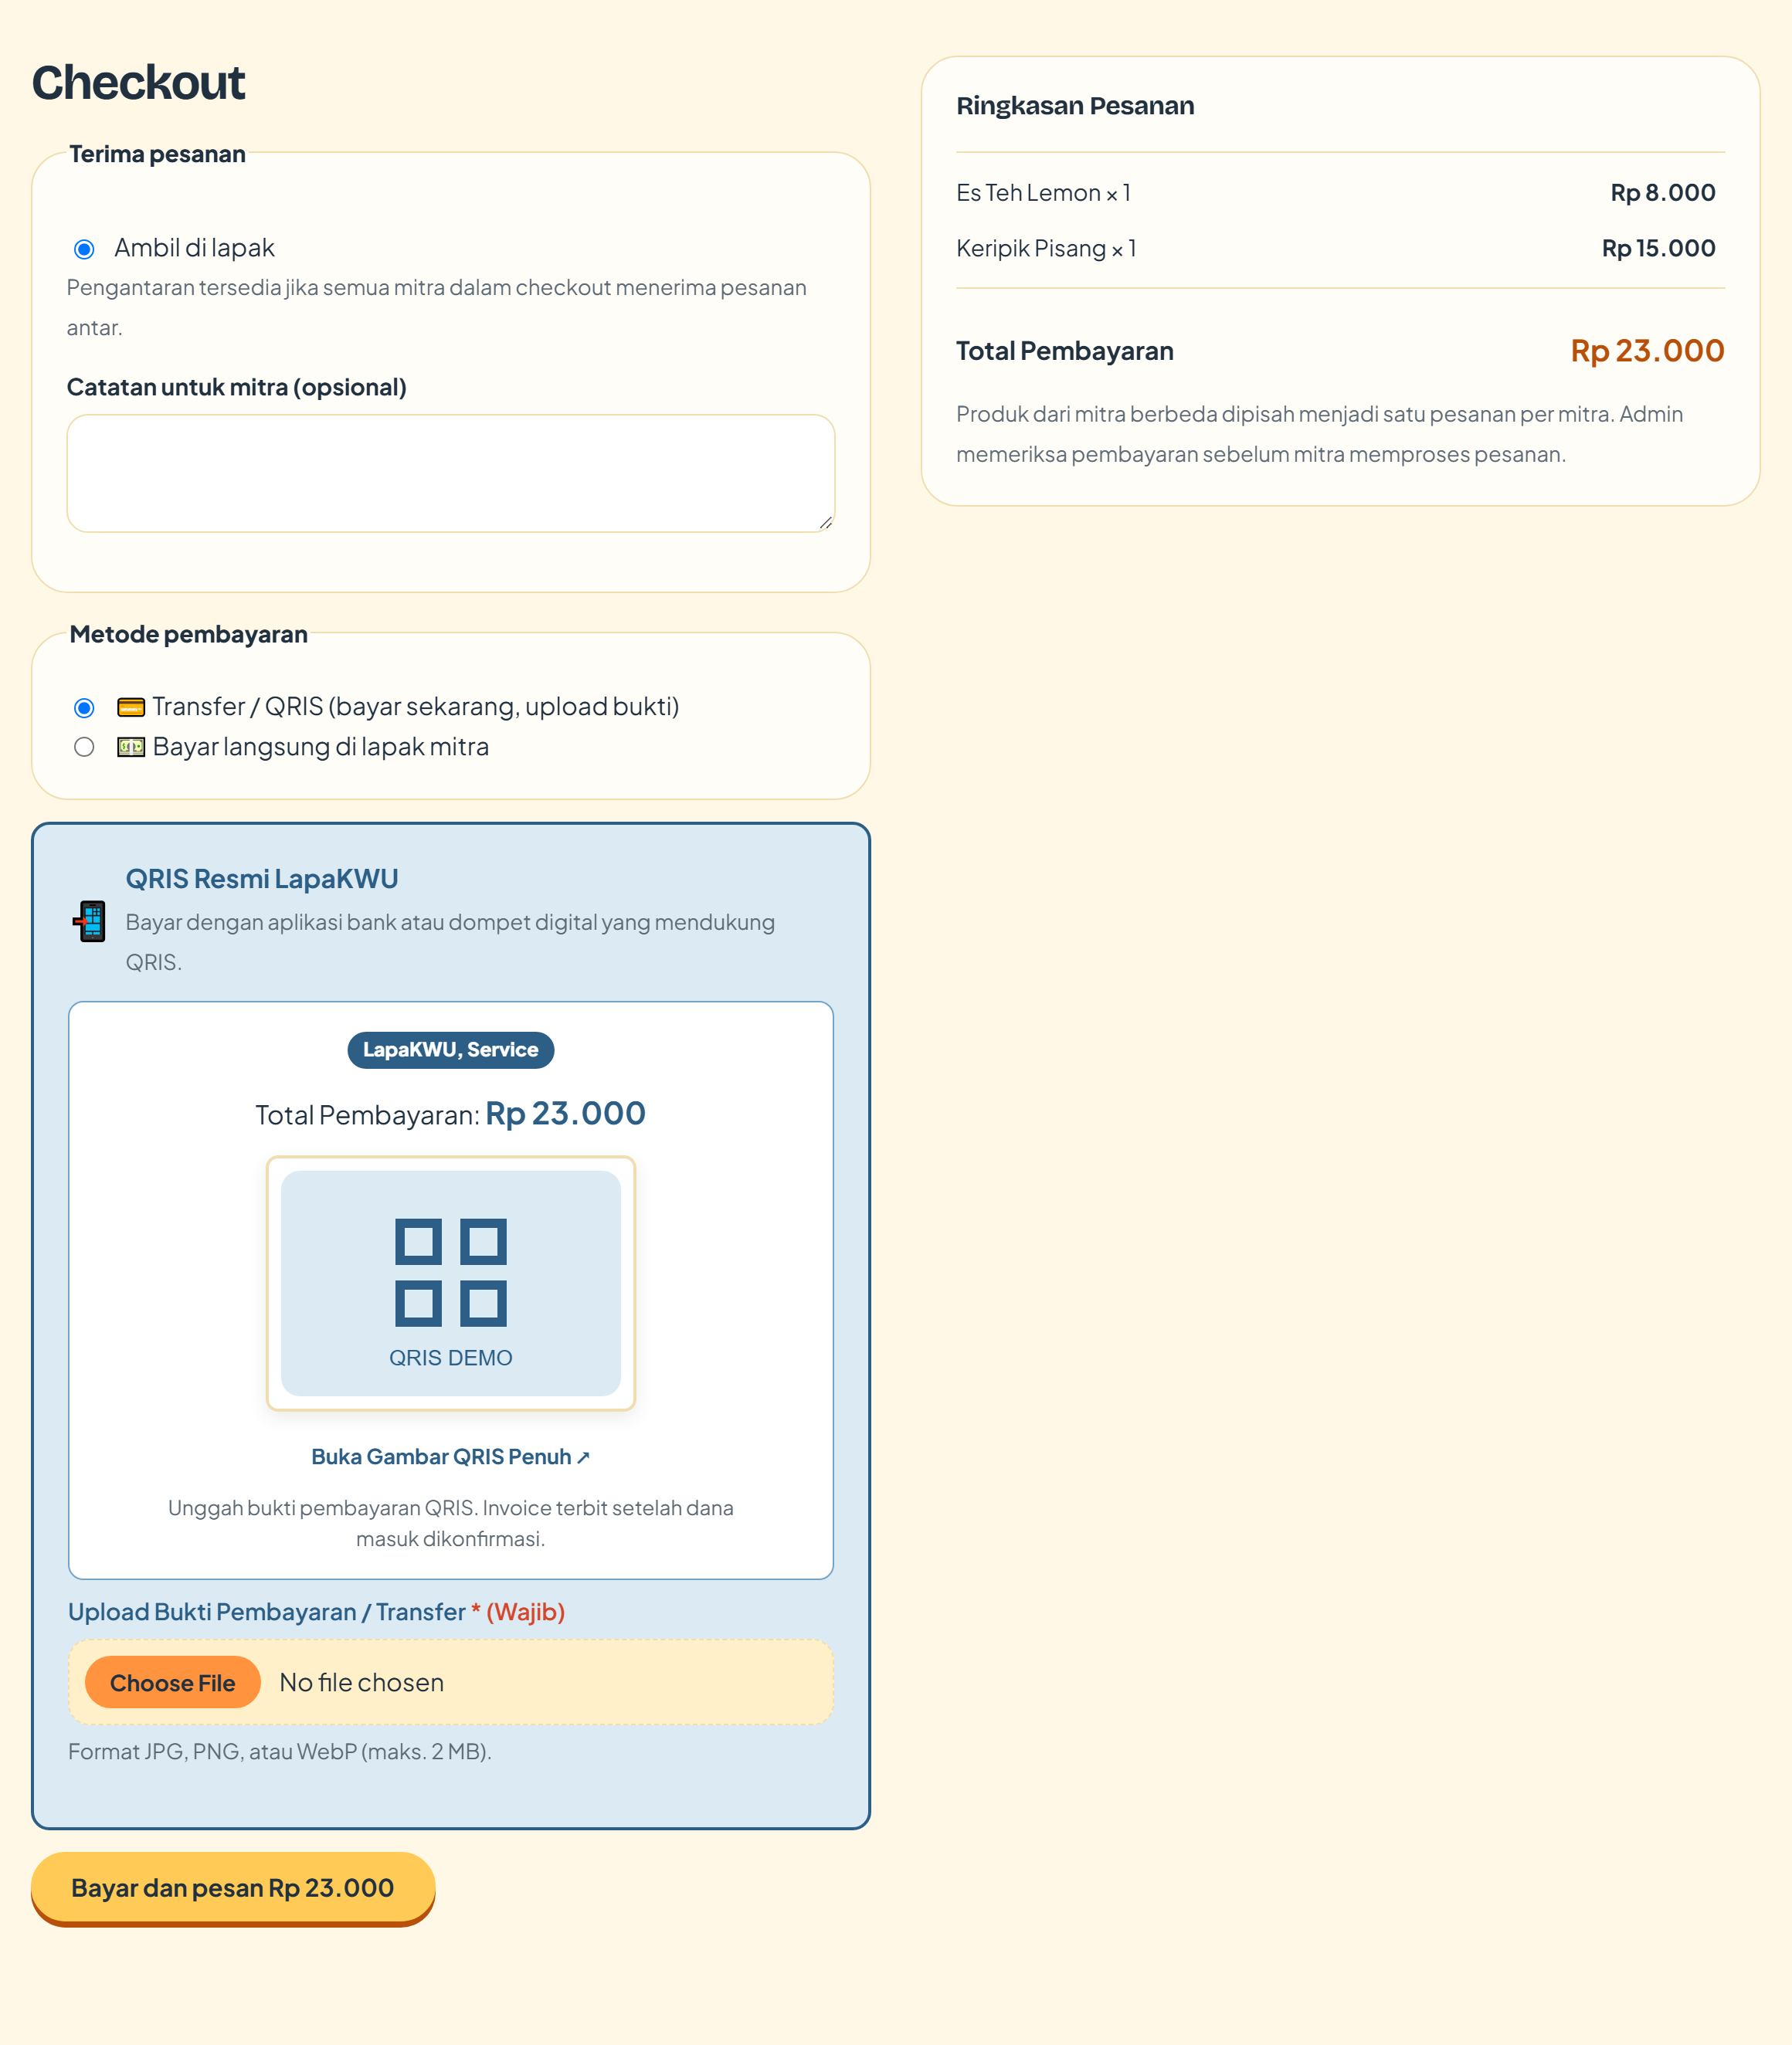 Checkout
Terima pesanan
Ambil di lapak
Pengantaran tersedia jika semua mitra dalam checkout menerima pesanan
antar.
Catatan untuk mitra (opsional)
Metode pembayaran
💳 Transfer / QRIS (bayar sekarang, upload bukti)
💵 Bayar langsung di lapak mitra
QRIS Resmi LapaKWU
Bayar dengan aplikasi bank atau dompet digital yang mendukung
QRIS.
LapaKWU, Service
Total Pembayaran: Rp 23.000
QRIS DEMO
Buka Gambar QRIS Penuh ↗
Unggah bukti pembayaran QRIS. Invoice terbit setelah dana
masuk dikonfirmasi.
Upload Bukti Pembayaran / Transfer * (Wajib)
Choose File No file chosen
Format JPG, PNG, atau WebP (maks. 2 MB).
Bayar dan pesan Rp 23.000
Ringkasan Pesanan
Es Teh Lemon × 1 Rp 8.000
Keripik Pisang × 1 Rp 15.000
Total Pembayaran Rp 23.000
Produk dari mitra berbeda dipisah menjadi satu pesanan per mitra. Admin
memeriksa pembayaran sebelum mitra memproses pesanan.